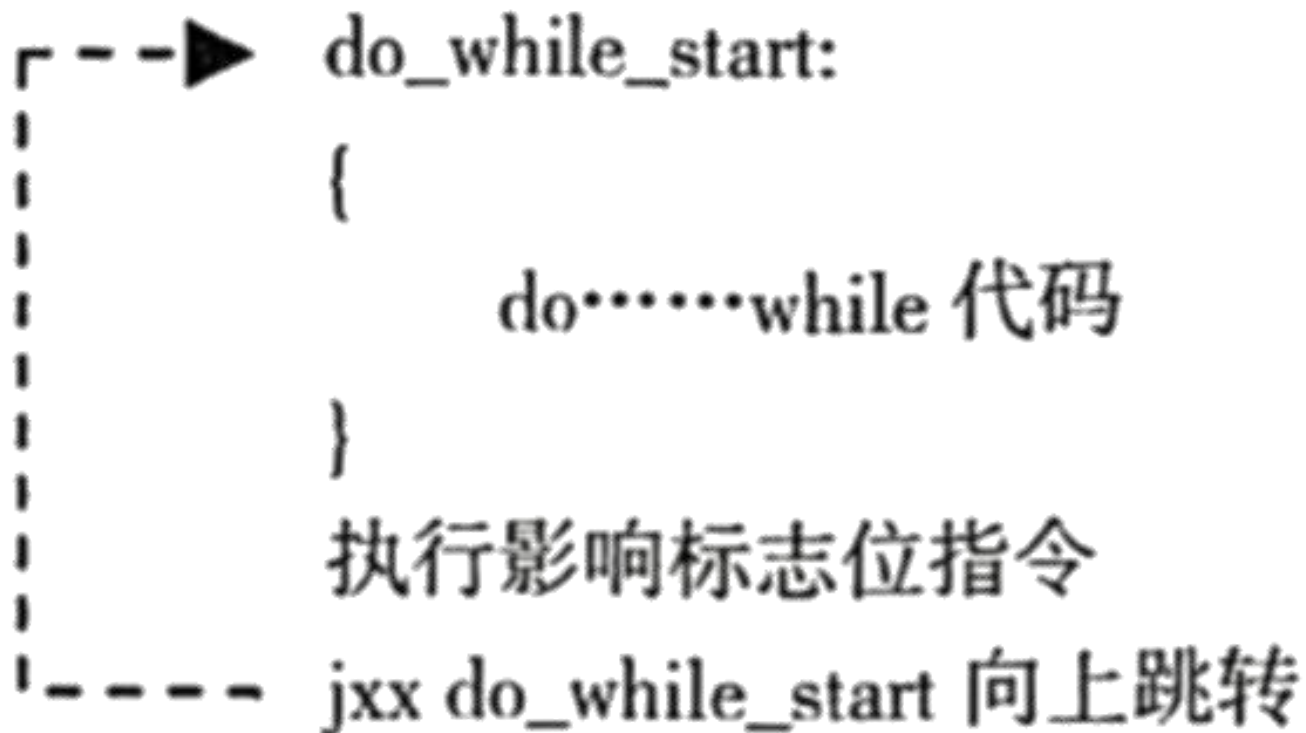 do_while_start:
{
do……while 代码
}
执行影响标志位指令
jxx do_while_start 向上跳转